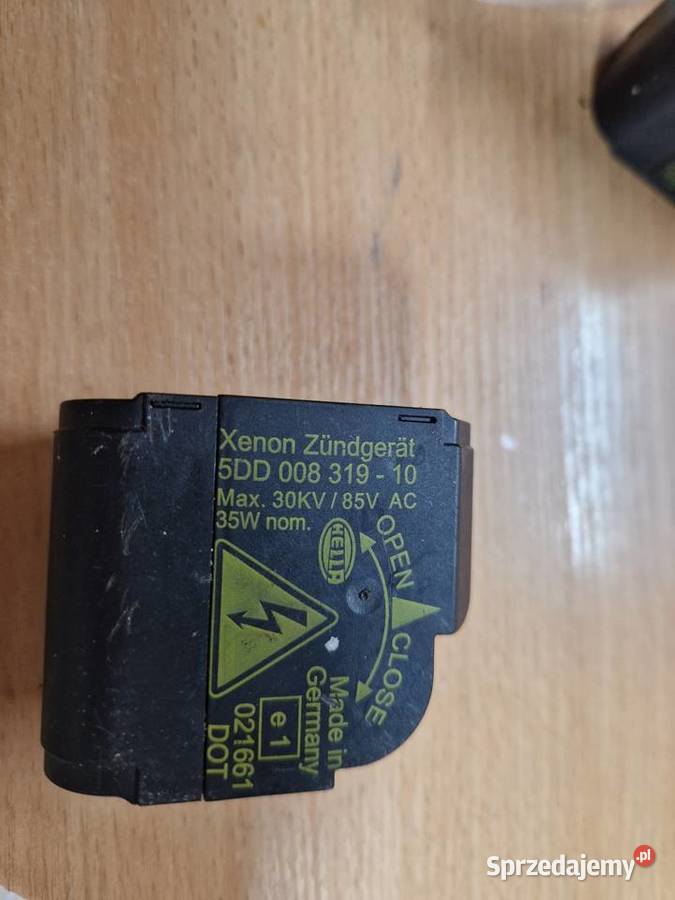 Xenon Zündgerät
5DD 008 319 - 10
Max. 30KV / 85V AC
35W nom.
HELLA
OPEN
CLOSE
Made in
Germany
e 1
021661
DOT
Sprzedajemy.pl